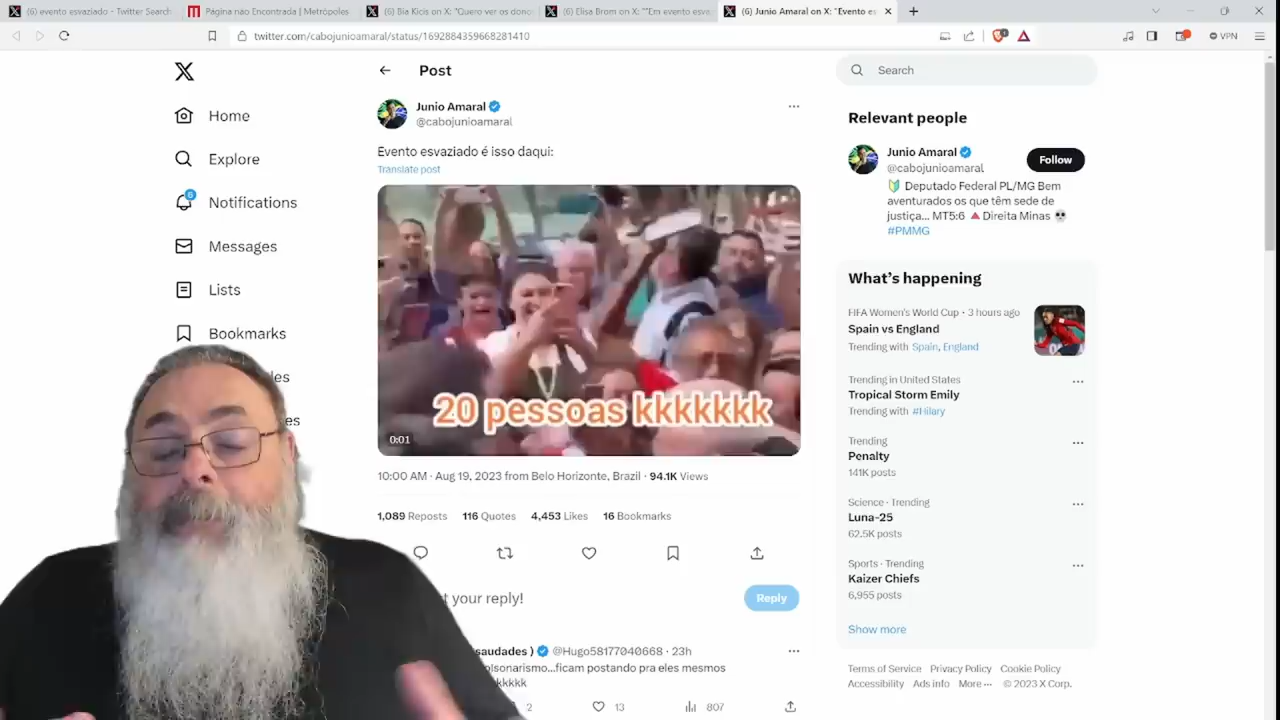 (6) evento esvaziado - Twitter Search
Página não Encontrada | Metrópoles
(6) Bia Kicis on X: "Quero ver os dono
(6) Elisa Brom on X: ""Em evento esva
(6) Junio Amaral on X: "Evento es
twitter.com/cabojunioamaral/status/1692884359668281410
VPN
Home
Explore
6
Notifications
Messages
Lists
Bookmarks
Post
Junio Amaral
@cabojunioamaral
Evento esvaziado é isso daqui:
Translate post
20 pessoas kkkkkkk
0:01
10:00 AM · Aug 19, 2023 from Belo Horizonte, Brazil · 94.1K Views
1,089 Reposts 116 Quotes 4,453 Likes 16 Bookmarks
your reply!
Reply
saudades ) @Hugo58177040668 · 23h
olsonarismo...ficam postando pra eles mesmos
kkkkk
2 13 807
Search
Relevant people
Junio Amaral
@cabojunioamaral
Follow
Deputado Federal PL/MG Bem
aventurados os que têm sede de
justiça... MT5:6 Direita Minas
#PMMG
What's happening
FIFA Women's World Cup · 3 hours ago
Spain vs England
Trending with Spain, England
Trending in United States
Tropical Storm Emily
Trending with #Hilary
Trending
Penalty
141K posts
Science · Trending
Luna-25
62.5K posts
Sports · Trending
Kaizer Chiefs
6,955 posts
Show more
Terms of Service Privacy Policy Cookie Policy
Accessibility Ads info More ··· © 2023 X Corp.